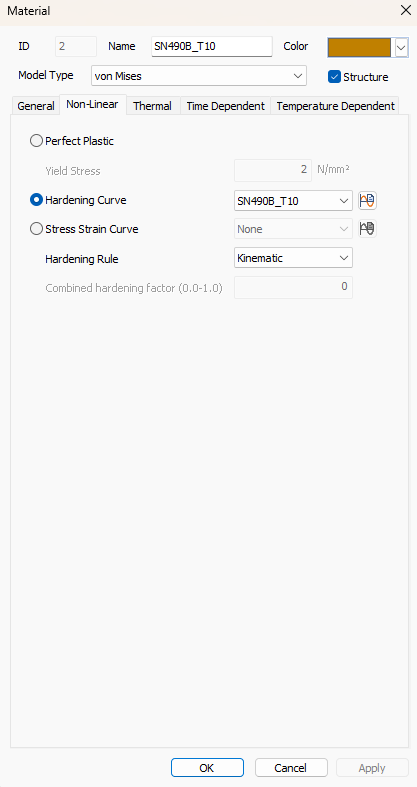 Material
ID 2 Name SN490B_T10 Color
Model Type von Mises Structure
General Non-Linear Thermal Time Dependent Temperature Dependent
Perfect Plastic
Yield Stress 2 N/mm²
Hardening Curve SN490B_T10
Stress Strain Curve None
Hardening Rule Kinematic
Combined hardening factor (0.0-1.0) 0
OK Cancel Apply